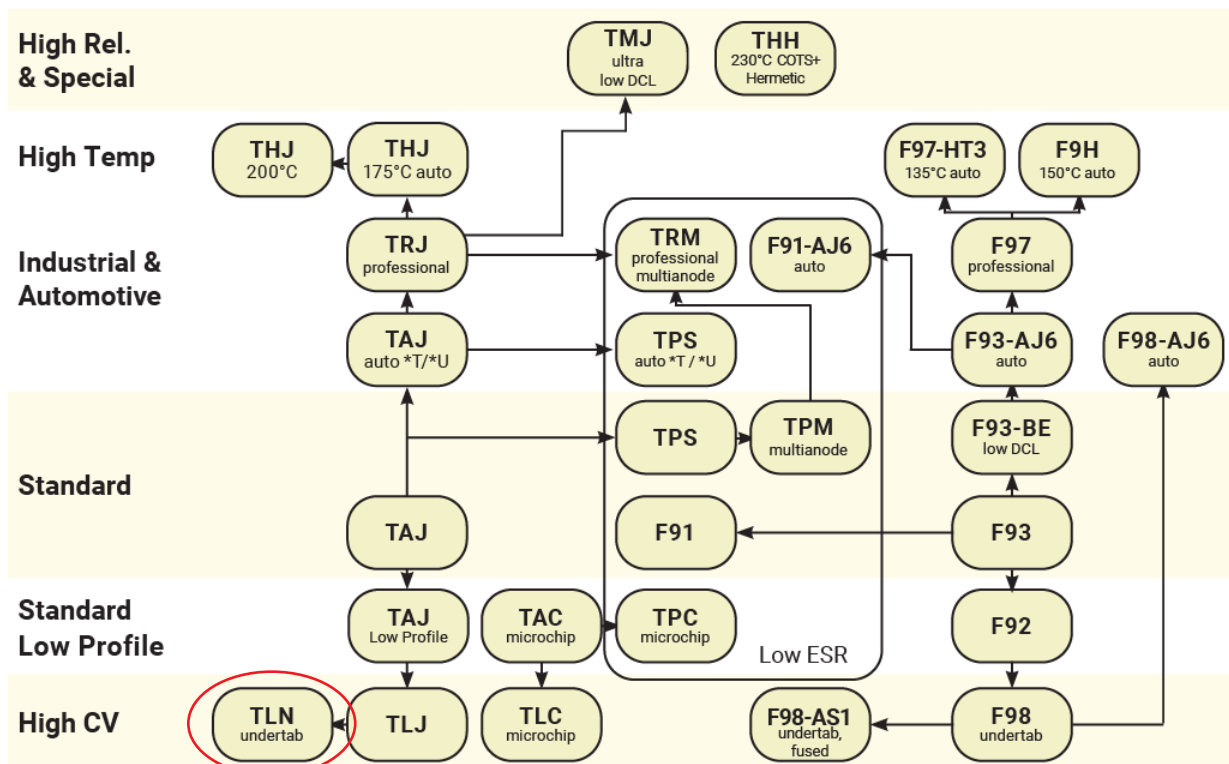 High Rel.
& Special
TMJ
ultra
low DCL
THH
230°C COTS+
Hermetic
High Temp
THJ
200°C
THJ
175°C auto
F97-HT3
135°C auto
F9H
150°C auto
Industrial &
Automotive
TRJ
professional
TRM
professional
multianode
F91-AJ6
auto
F97
professional
TAJ
auto *T/*U
TPS
auto *T / *U
F93-AJ6
auto
F98-AJ6
auto
Standard
TPS
TPM
multianode
F93-BE
low DCL
TAJ
F91
F93
Standard
Low Profile
TAJ
Low Profile
TAC
microchip
TPC
microchip
F92
Low ESR
High CV
TLN
undertab
TLJ
TLC
microchip
F98-AS1
undertab,
fused
F98
undertab